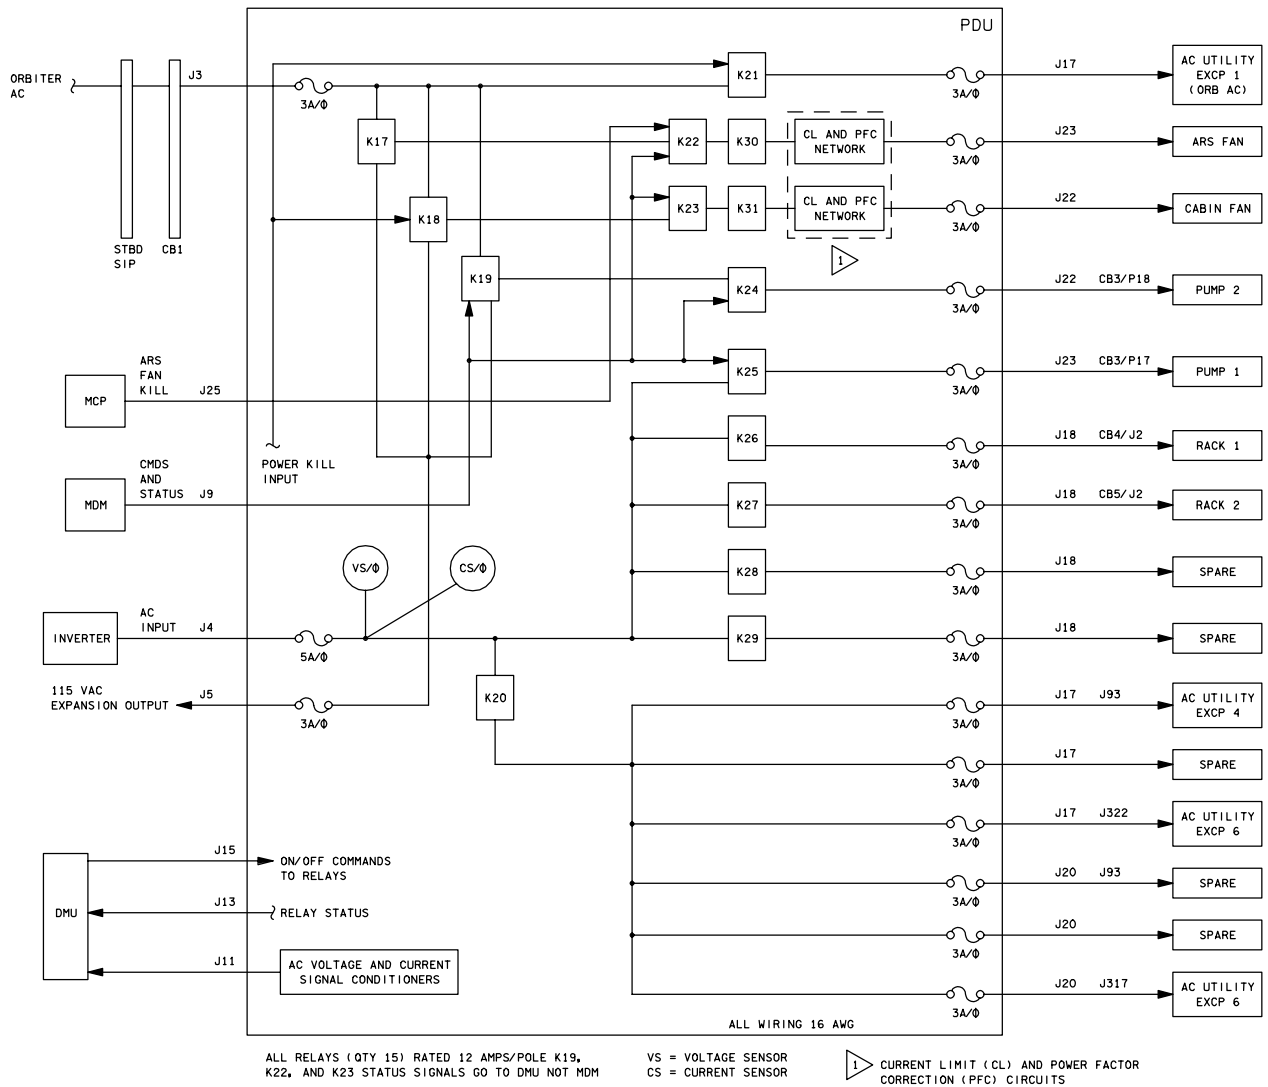 PDU
ORBITER
AC
J3
3A/Φ
STBD
SIP
CB1
K17
K18
K19
K21
3A/Φ
J17
AC UTILITY
EXCP 1
(ORB AC)
K22
K30
CL AND PFC
NETWORK
3A/Φ
J23
ARS FAN
K23
K31
CL AND PFC
NETWORK
3A/Φ
J22
CABIN FAN
1
K24
3A/Φ
J22 CB3/P18
PUMP 2
MCP
ARS
FAN
KILL J25
K25
3A/Φ
J23 CB3/P17
PUMP 1
POWER KILL
INPUT
K26
3A/Φ
J18 CB4/J2
RACK 1
MDM
CMDS
AND
STATUS J9
K27
3A/Φ
J18 CB5/J2
RACK 2
VS/Φ
CS/Φ
K28
3A/Φ
J18
SPARE
INVERTER
AC
INPUT J4
5A/Φ
K29
3A/Φ
J18
SPARE
115 VAC
EXPANSION OUTPUT
J5
3A/Φ
K20
3A/Φ
J17 J93
AC UTILITY
EXCP 4
3A/Φ
J17
SPARE
3A/Φ
J17 J322
AC UTILITY
EXCP 6
DMU
J15
ON/OFF COMMANDS
TO RELAYS
3A/Φ
J20 J93
SPARE
J13
RELAY STATUS
3A/Φ
J20
SPARE
J11
AC VOLTAGE AND CURRENT
SIGNAL CONDITIONERS
3A/Φ
J20 J317
AC UTILITY
EXCP 6
ALL WIRING 16 AWG
ALL RELAYS (QTY 15) RATED 12 AMPS/POLE K19,
K22, AND K23 STATUS SIGNALS GO TO DMU NOT MDM
VS = VOLTAGE SENSOR
CS = CURRENT SENSOR
1 CURRENT LIMIT (CL) AND POWER FACTOR
CORRECTION (PFC) CIRCUITS